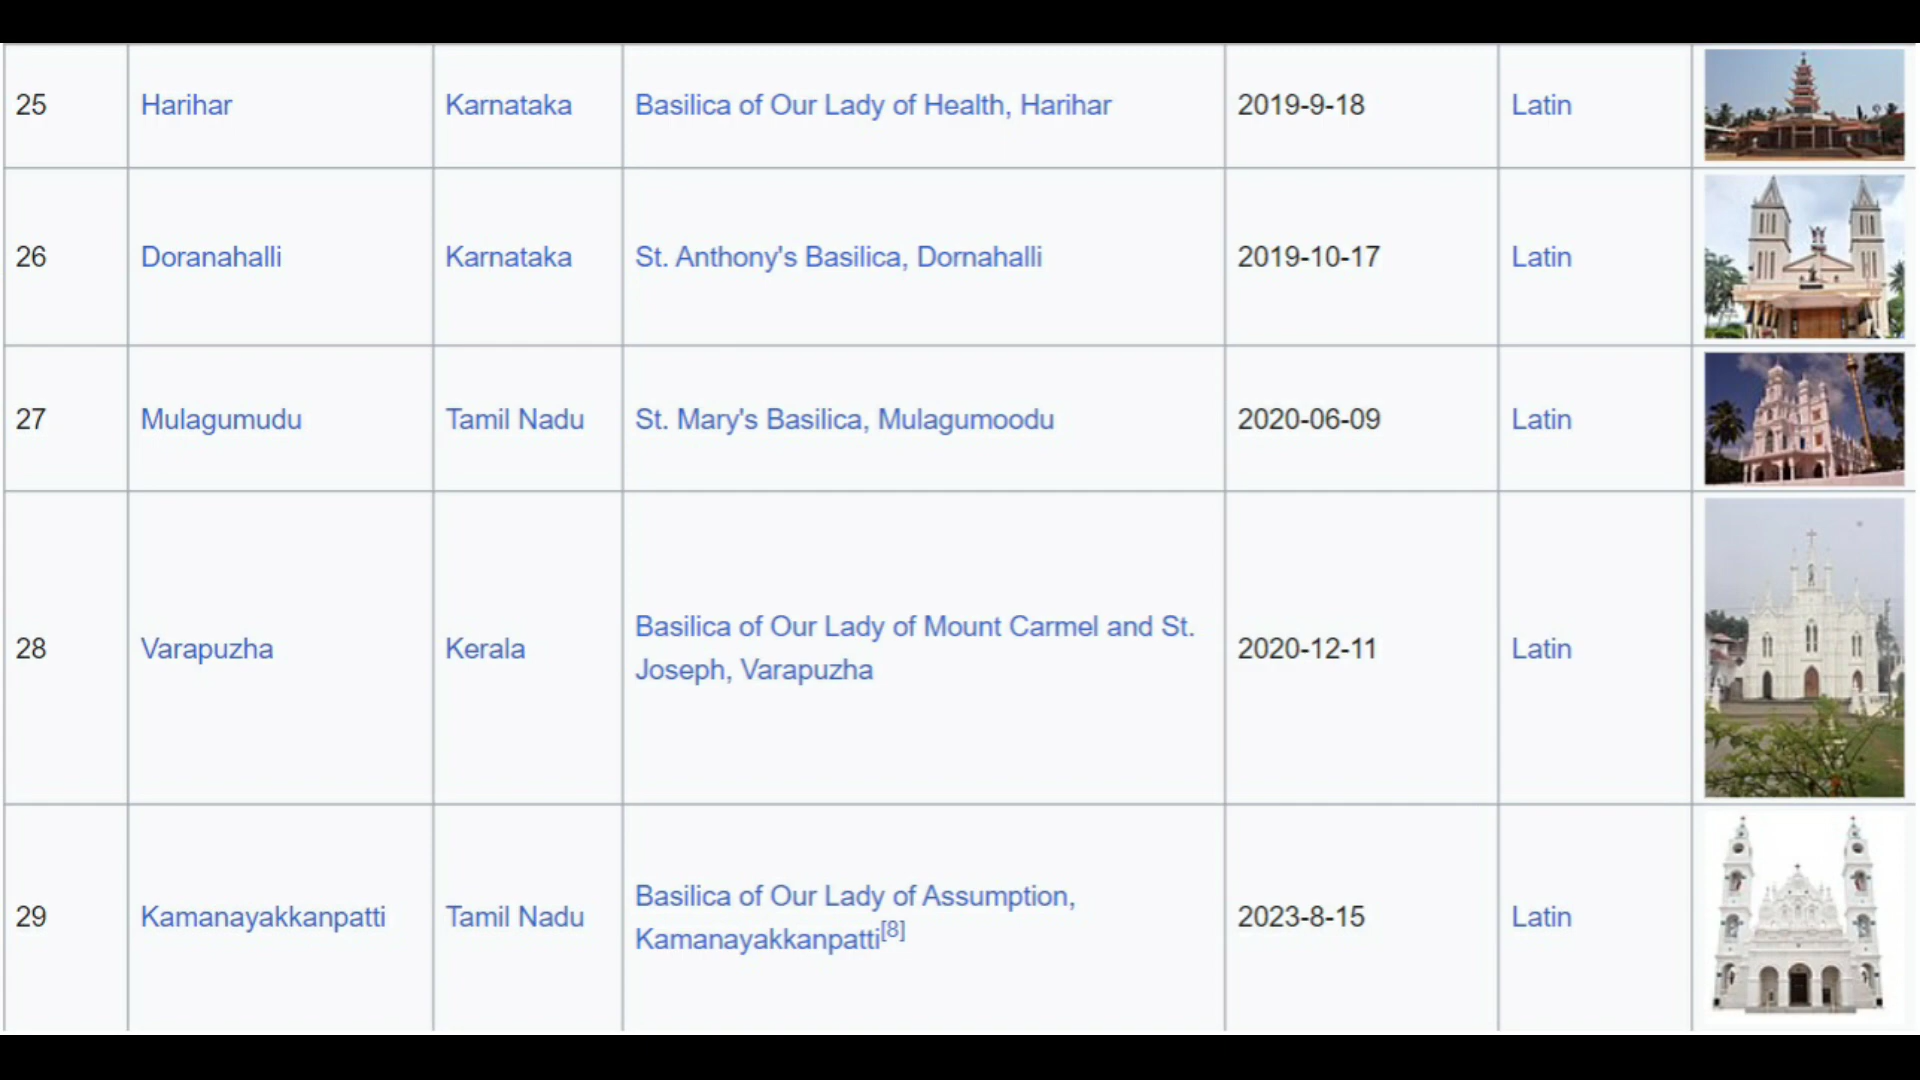 25 Harihar Karnataka Basilica of Our Lady of Health, Harihar 2019-9-18 Latin
26 Doranahalli Karnataka St. Anthony's Basilica, Dornahalli 2019-10-17 Latin
27 Mulagumudu Tamil Nadu St. Mary's Basilica, Mulagumoodu 2020-06-09 Latin
28 Varapuzha Kerala Basilica of Our Lady of Mount Carmel and St.
Joseph, Varapuzha 2020-12-11 Latin
29 Kamanayakkanpatti Tamil Nadu Basilica of Our Lady of Assumption,
Kamanayakkanpatti[8] 2023-8-15 Latin